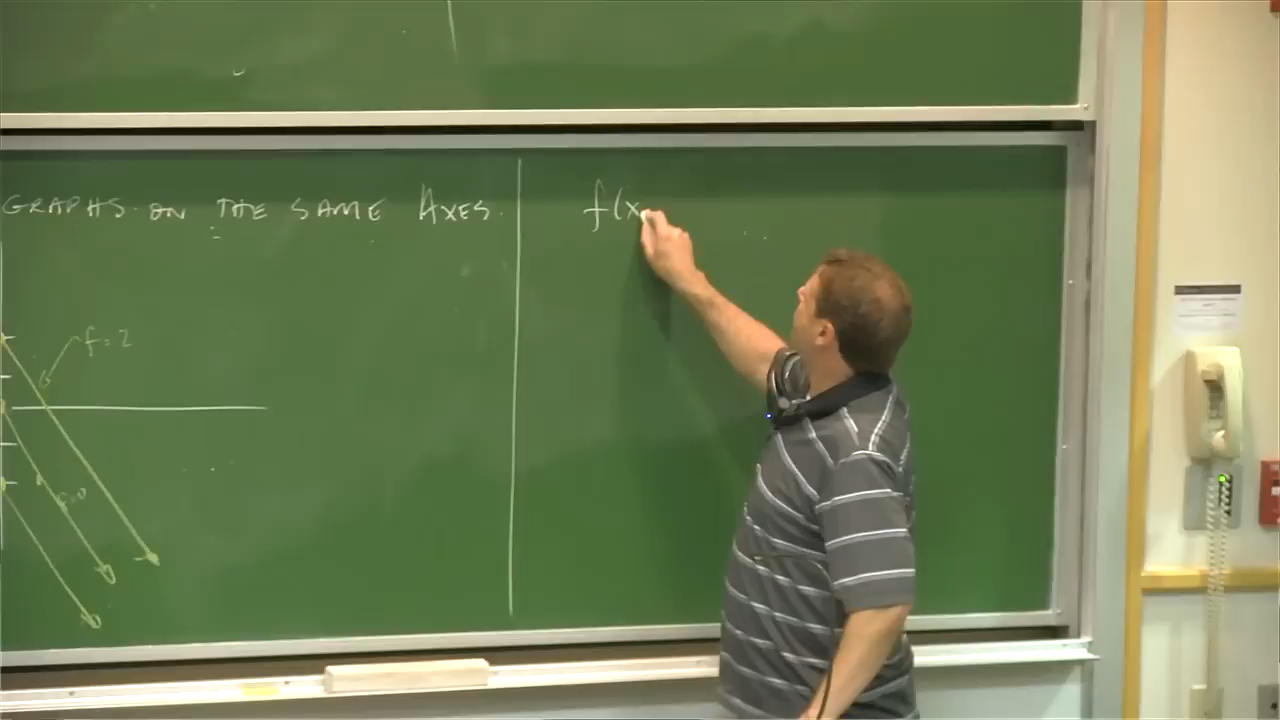 GRAPHS ON THE SAME AXES.
f(x
f=2